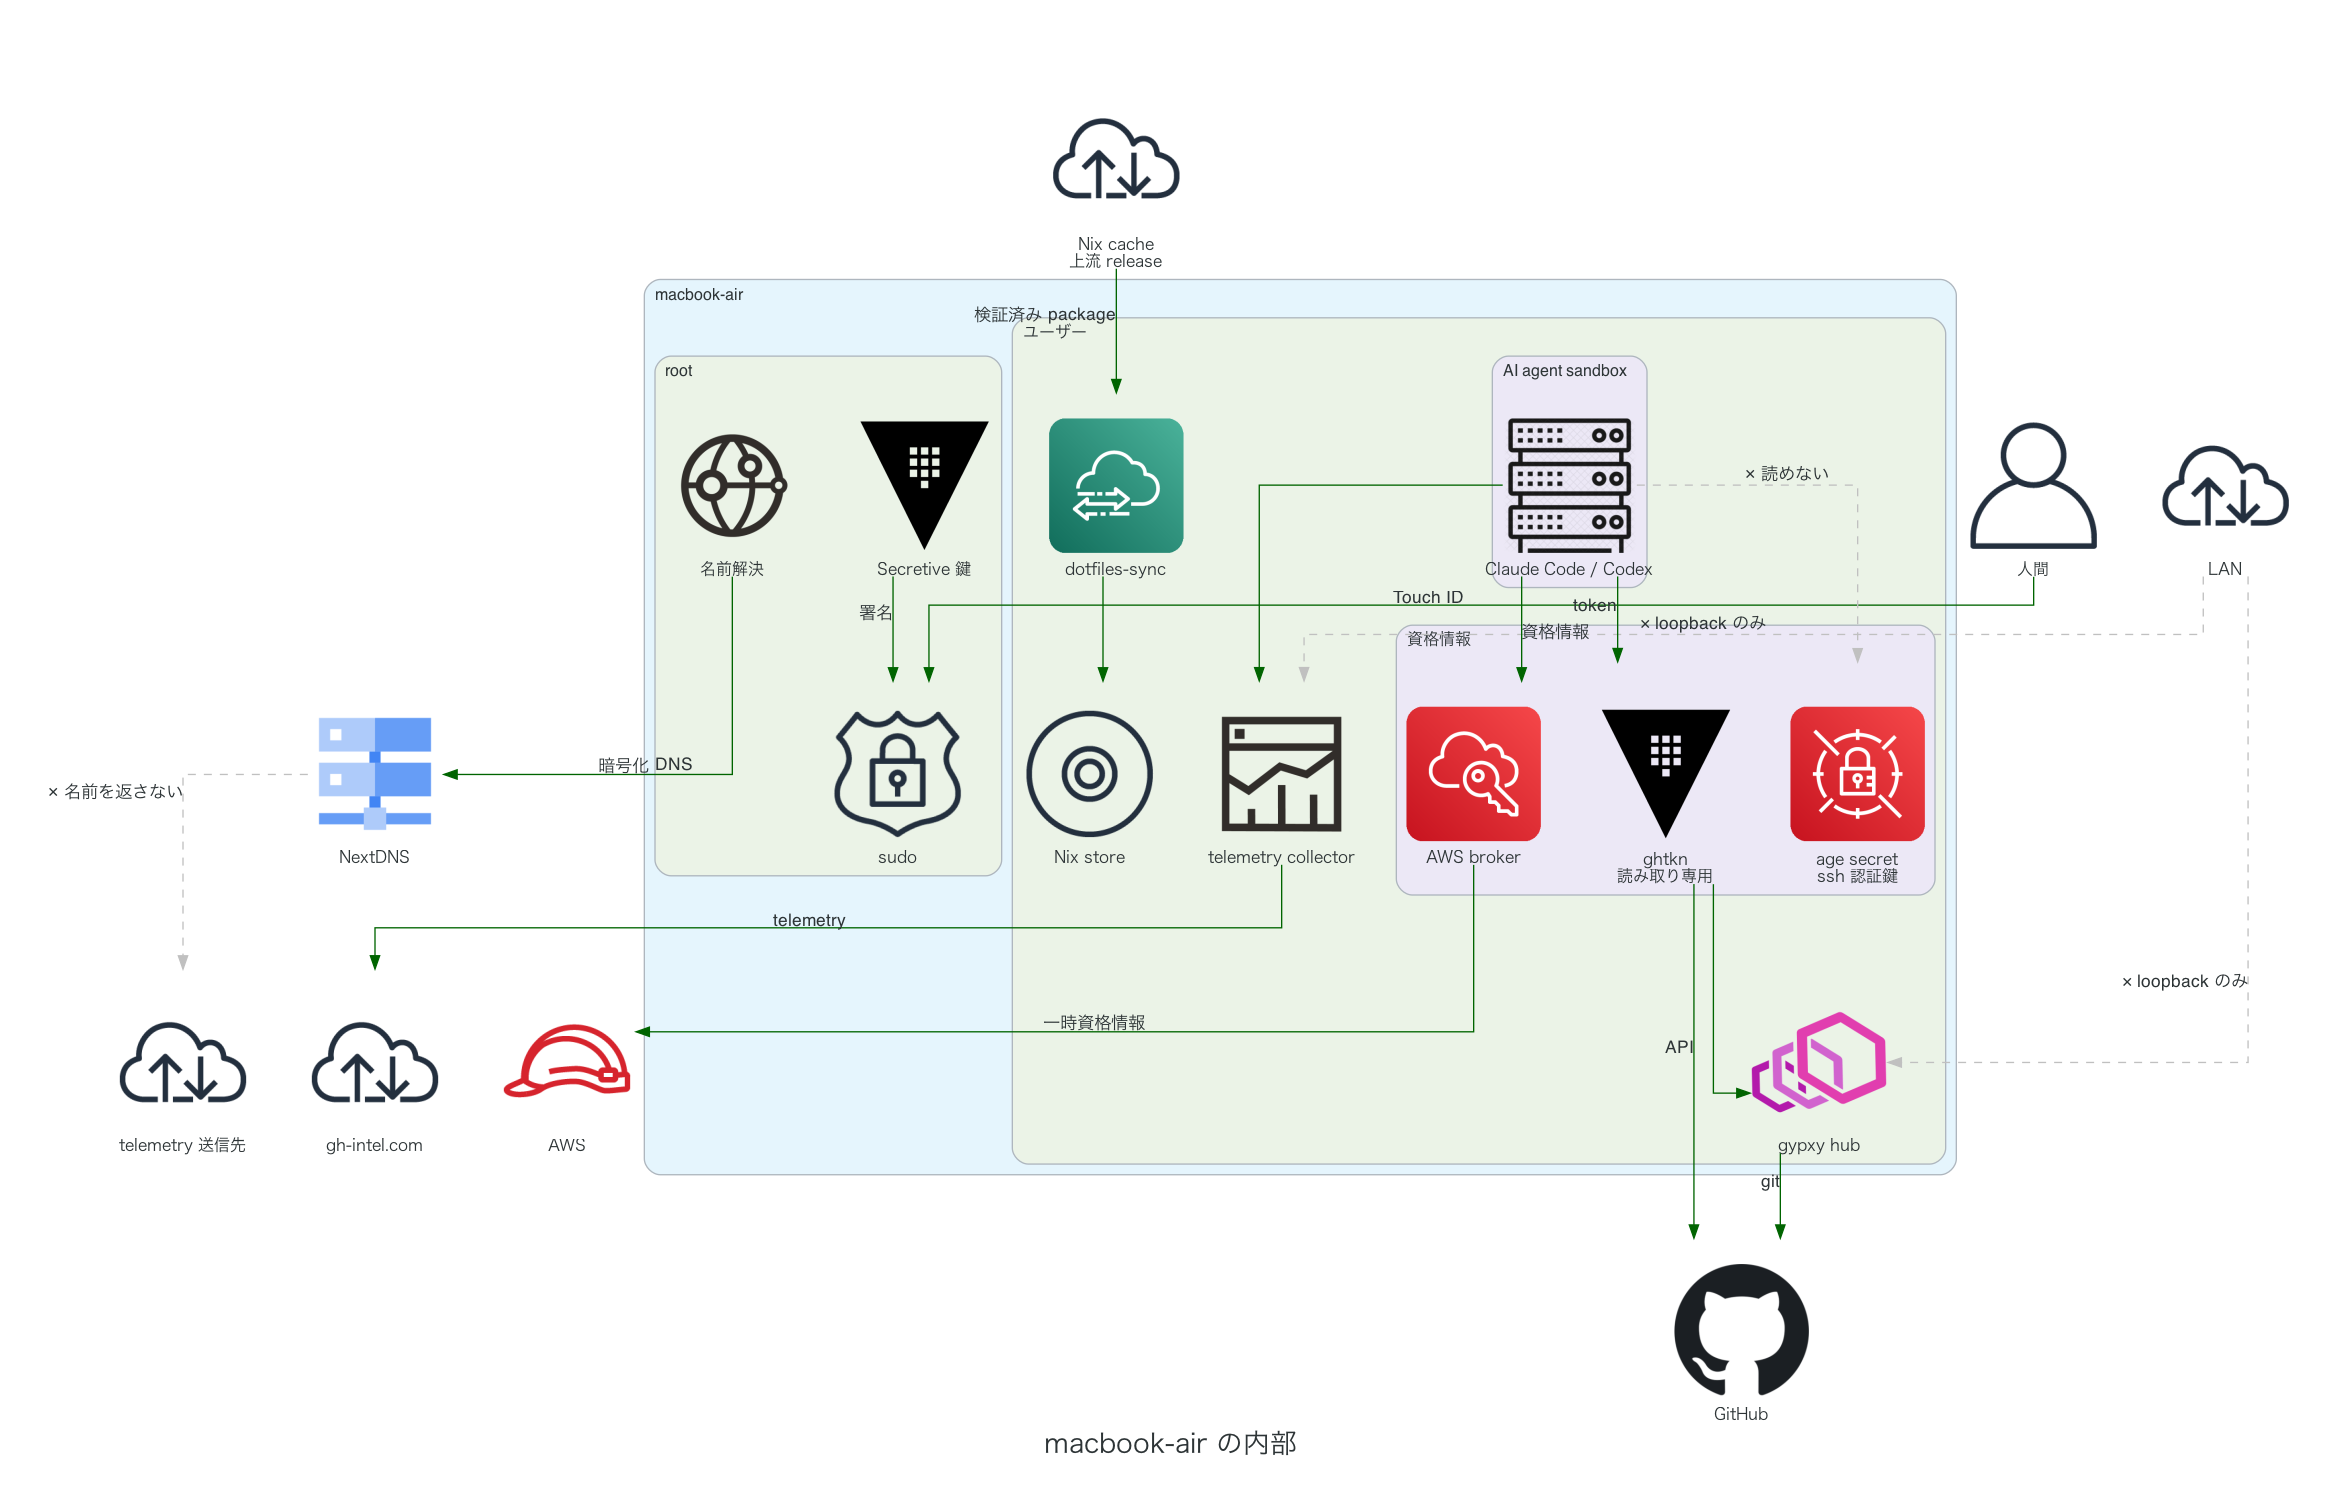 Nix cache
上流 release
macbook-air
検証済み package
ユーザー
root
AI agent sandbox
× 読めない
名前解決
Secretive 鍵
dotfiles-sync
Claude Code / Codex
人間
LAN
署名
Touch ID
token
× loopback のみ
資格情報
資格情報
暗号化 DNS
× 名前を返さない
NextDNS
sudo
Nix store
telemetry collector
AWS broker
ghtkn
読み取り専用
age secret
ssh 認証鍵
telemetry
× loopback のみ
一時資格情報
API
telemetry 送信先
gh-intel.com
AWS
gypxy hub
git
GitHub
macbook-air の内部